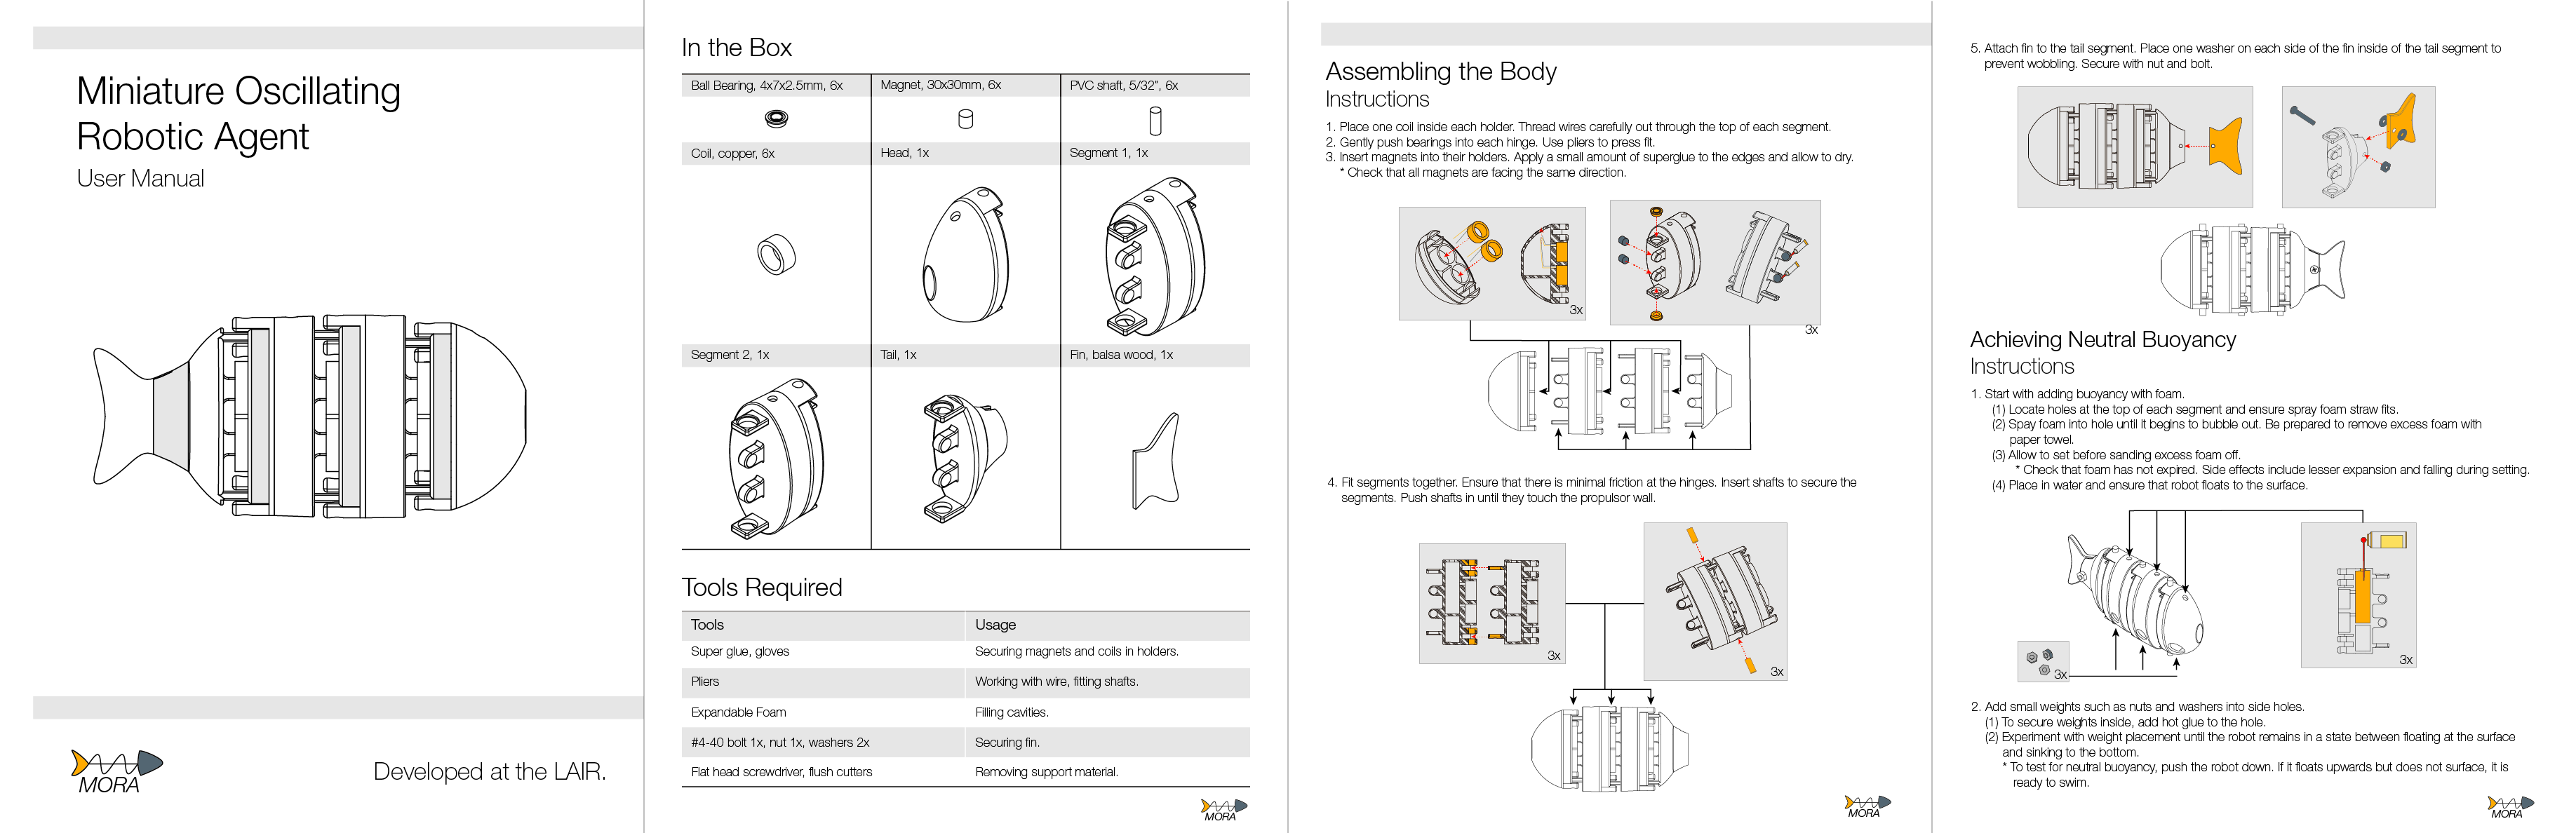 Miniature Oscillating
Robotic Agent
User Manual
MORA
Developed at the LAIR.
In the Box
Ball Bearing, 4x7x2.5mm, 6x
Magnet, 30x30mm, 6x
PVC shaft, 5/32", 6x
Coil, copper, 6x
Head, 1x
Segment 1, 1x
Segment 2, 1x
Tail, 1x
Fin, balsa wood, 1x
Tools Required
Tools
Usage
Super glue, gloves
Securing magnets and coils in holders.
Pliers
Working with wire, fitting shafts.
Expandable Foam
Filling cavities.
#4-40 bolt 1x, nut 1x, washers 2x
Securing fin.
Flat head screwdriver, flush cutters
Removing support material.
MORA
Assembling the Body
Instructions
1. Place one coil inside each holder. Thread wires carefully out through the top of each segment.
2. Gently push bearings into each hinge. Use pliers to press fit.
3. Insert magnets into their holders. Apply a small amount of superglue to the edges and allow to dry.
* Check that all magnets are facing the same direction.
3x
3x
4. Fit segments together. Ensure that there is minimal friction at the hinges. Insert shafts to secure the
segments. Push shafts in until they touch the propulsor wall.
3x
3x
MORA
5. Attach fin to the tail segment. Place one washer on each side of the fin inside of the tail segment to
prevent wobbling. Secure with nut and bolt.
Achieving Neutral Buoyancy
Instructions
1. Start with adding buoyancy with foam.
(1) Locate holes at the top of each segment and ensure spray foam straw fits.
(2) Spay foam into hole until it begins to bubble out. Be prepared to remove excess foam with
paper towel.
(3) Allow to set before sanding excess foam off.
* Check that foam has not expired. Side effects include lesser expansion and falling during setting.
(4) Place in water and ensure that robot floats to the surface.
3x
3x
2. Add small weights such as nuts and washers into side holes.
(1) To secure weights inside, add hot glue to the hole.
(2) Experiment with weight placement until the robot remains in a state between floating at the surface
and sinking to the bottom.
* To test for neutral buoyancy, push the robot down. If it floats upwards but does not surface, it is
ready to swim.
MORA